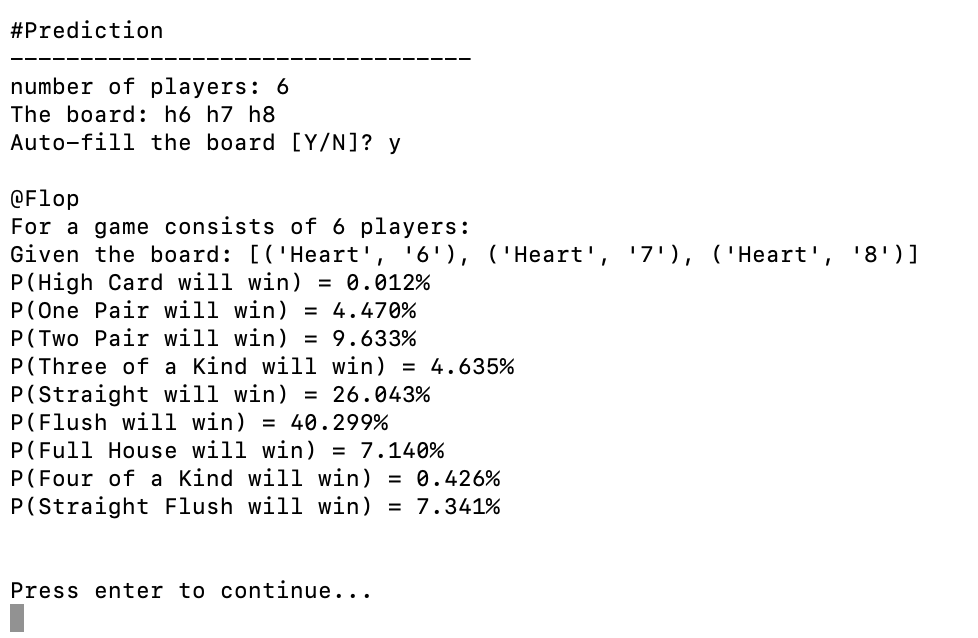 #Prediction
---------------------------------
number of players: 6
The board: h6 h7 h8
Auto-fill the board [Y/N]? y
@Flop
For a game consists of 6 players:
Given the board: [('Heart', '6'), ('Heart', '7'), ('Heart', '8')]
P(High Card will win) = 0.012%
P(One Pair will win) = 4.470%
P(Two Pair will win) = 9.633%
P(Three of a Kind will win) = 4.635%
P(Straight will win) = 26.043%
P(Flush will win) = 40.299%
P(Full House will win) = 7.140%
P(Four of a Kind will win) = 0.426%
P(Straight Flush will win) = 7.341%
Press enter to continue...